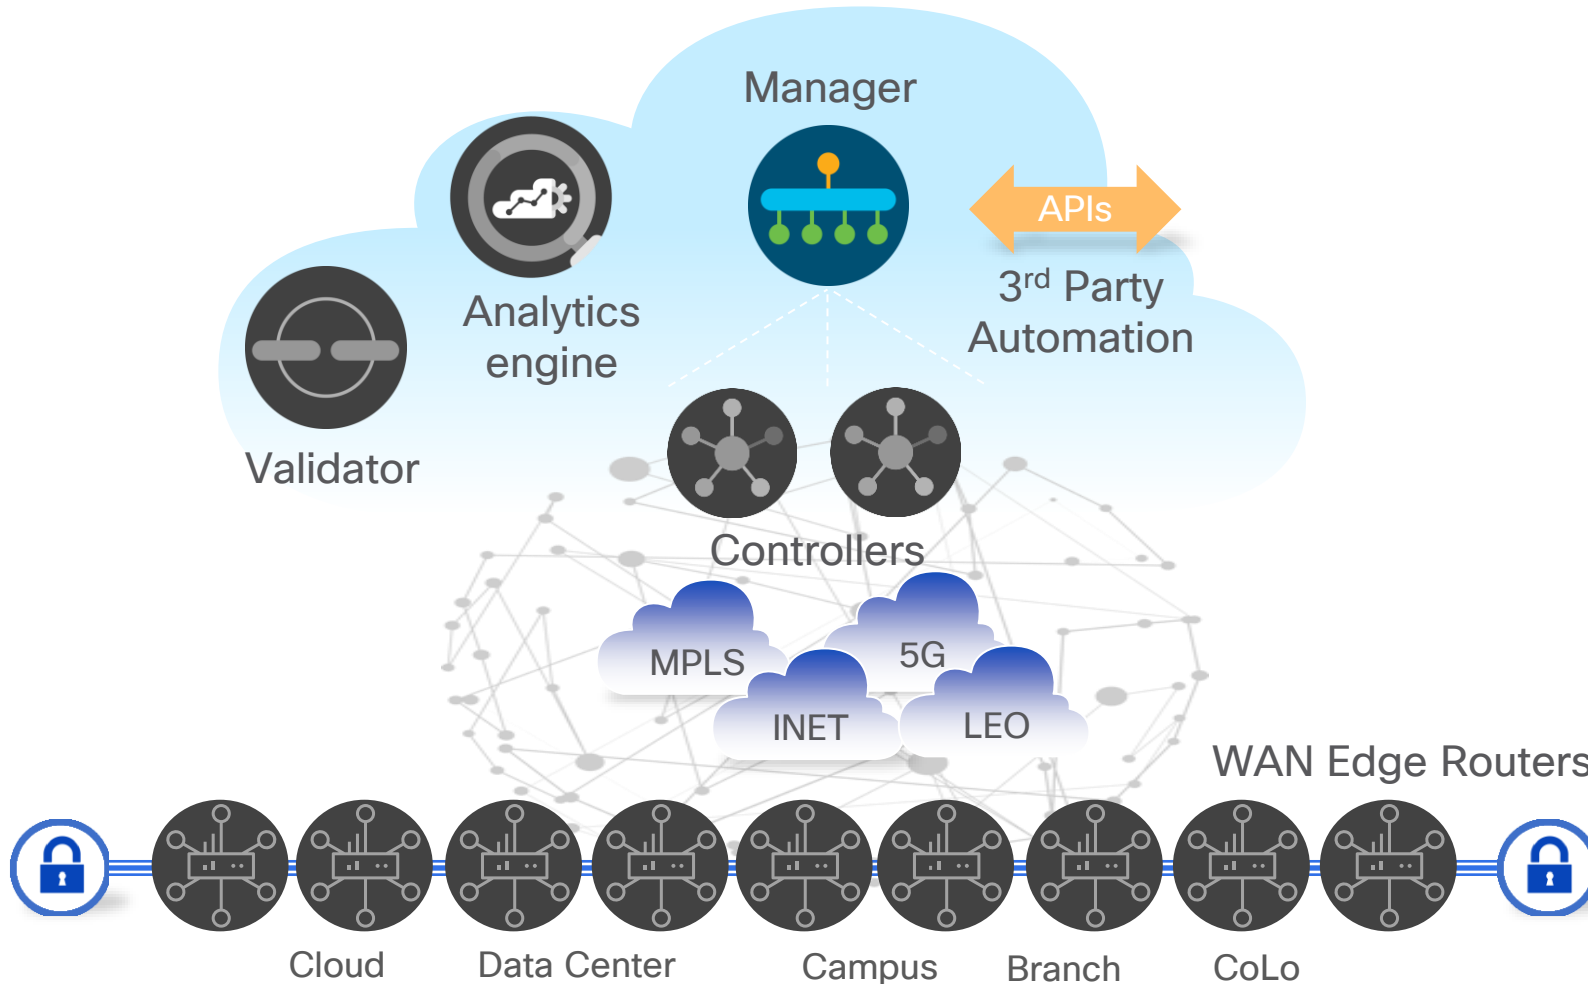 Manager
APIs
3rd Party
Automation
Analytics
engine
Validator
Controllers
MPLS
5G
INET
LEO
WAN Edge Routers
Cloud
Data Center
Campus
Branch
CoLo